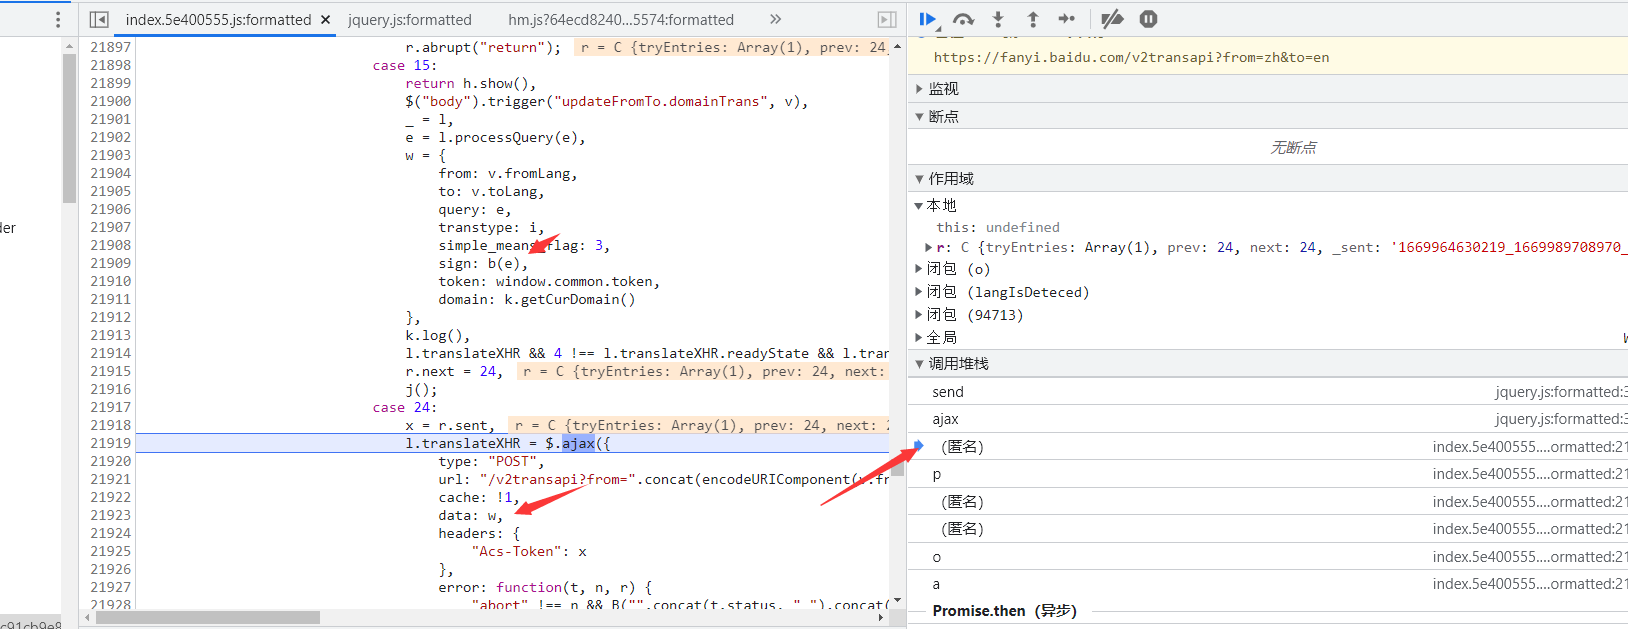 index.5e400555.js:formatted × jquery.js:formatted hm.js?64ecd8240...5574:formatted »
21897 r.abrupt("return"); r = C {tryEntries: Array(1), prev: 24,
21898 case 15:
21899 return h.show(),
21900 $("body").trigger("updateFromTo.domainTrans", v),
21901 _ = l,
21902 e = l.processQuery(e),
21903 w = {
21904 from: v.fromLang,
21905 to: v.toLang,
21906 query: e,
21907 transtype: i,
21908 simple_means_flag: 3,
21909 sign: b(e),
21910 token: window.common.token,
21911 domain: k.getCurDomain()
21912 },
21913 k.log(),
21914 l.translateXHR && 4 !== l.translateXHR.readyState && l.tran
21915 r.next = 24, r = C {tryEntries: Array(1), prev: 24, next:
21916 j();
21917 case 24:
21918 x = r.sent, r = C {tryEntries: Array(1), prev: 24, next: 2
21919 l.translateXHR = $.ajax({
21920 type: "POST",
21921 url: "/v2transapi?from=".concat(encodeURIComponent(v.fr
21922 cache: !1,
21923 data: w,
21924 headers: {
21925 "Acs-Token": x
21926 },
21927 error: function(t, n, r) {
21928 "abort" !== n && B("".concat(t.status, "_").concat(
der
c91cb9e8
https://fanyi.baidu.com/v2transapi?from=zh&to=en
监视
断点
无断点
作用域
本地
this: undefined
r: C {tryEntries: Array(1), prev: 24, next: 24, _sent: '1669964630219_1669989708970_
闭包 (o)
闭包 (langIsDeteced)
闭包 (94713)
全局
调用堆栈
send jquery.js:formatted:3
ajax jquery.js:formatted:3
(匿名) index.5e400555....ormatted:21
p index.5e400555....ormatted:21
(匿名) index.5e400555....ormatted:21
(匿名) index.5e400555....ormatted:21
o index.5e400555....ormatted:21
a index.5e400555....ormatted:21
Promise.then (异步)